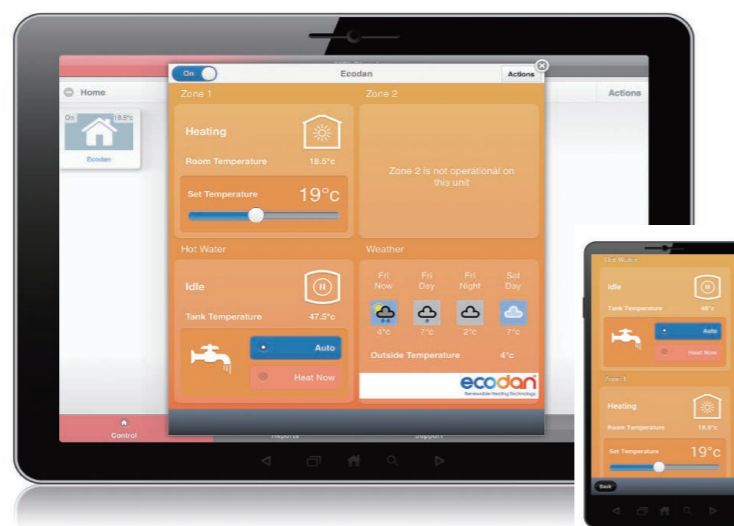 On
Ecodan
Actions
Home
Actions
On
18.5°c
Ecodan
Zone 1
Heating
Room Temperature 18.5°c
Set Temperature 19°c
Zone 2
Zone 2 is not operational on
this unit
Hot Water
Idle
Tank Temperature 47.5°c
Auto
Heat Now
Weather
Fri Fri Fri Sat
Now Day Night Day
4°c 7°c 2°c 7°c
Outside Temperature 4°c
ecodan
Renewable Heating Technology
Control
Reports
Support
Hot Water
Idle
Tank Temperature
Auto
Heat Now
Zone 1
Heating
Room Temperature 18.5°c
Set Temperature 19°c
Back